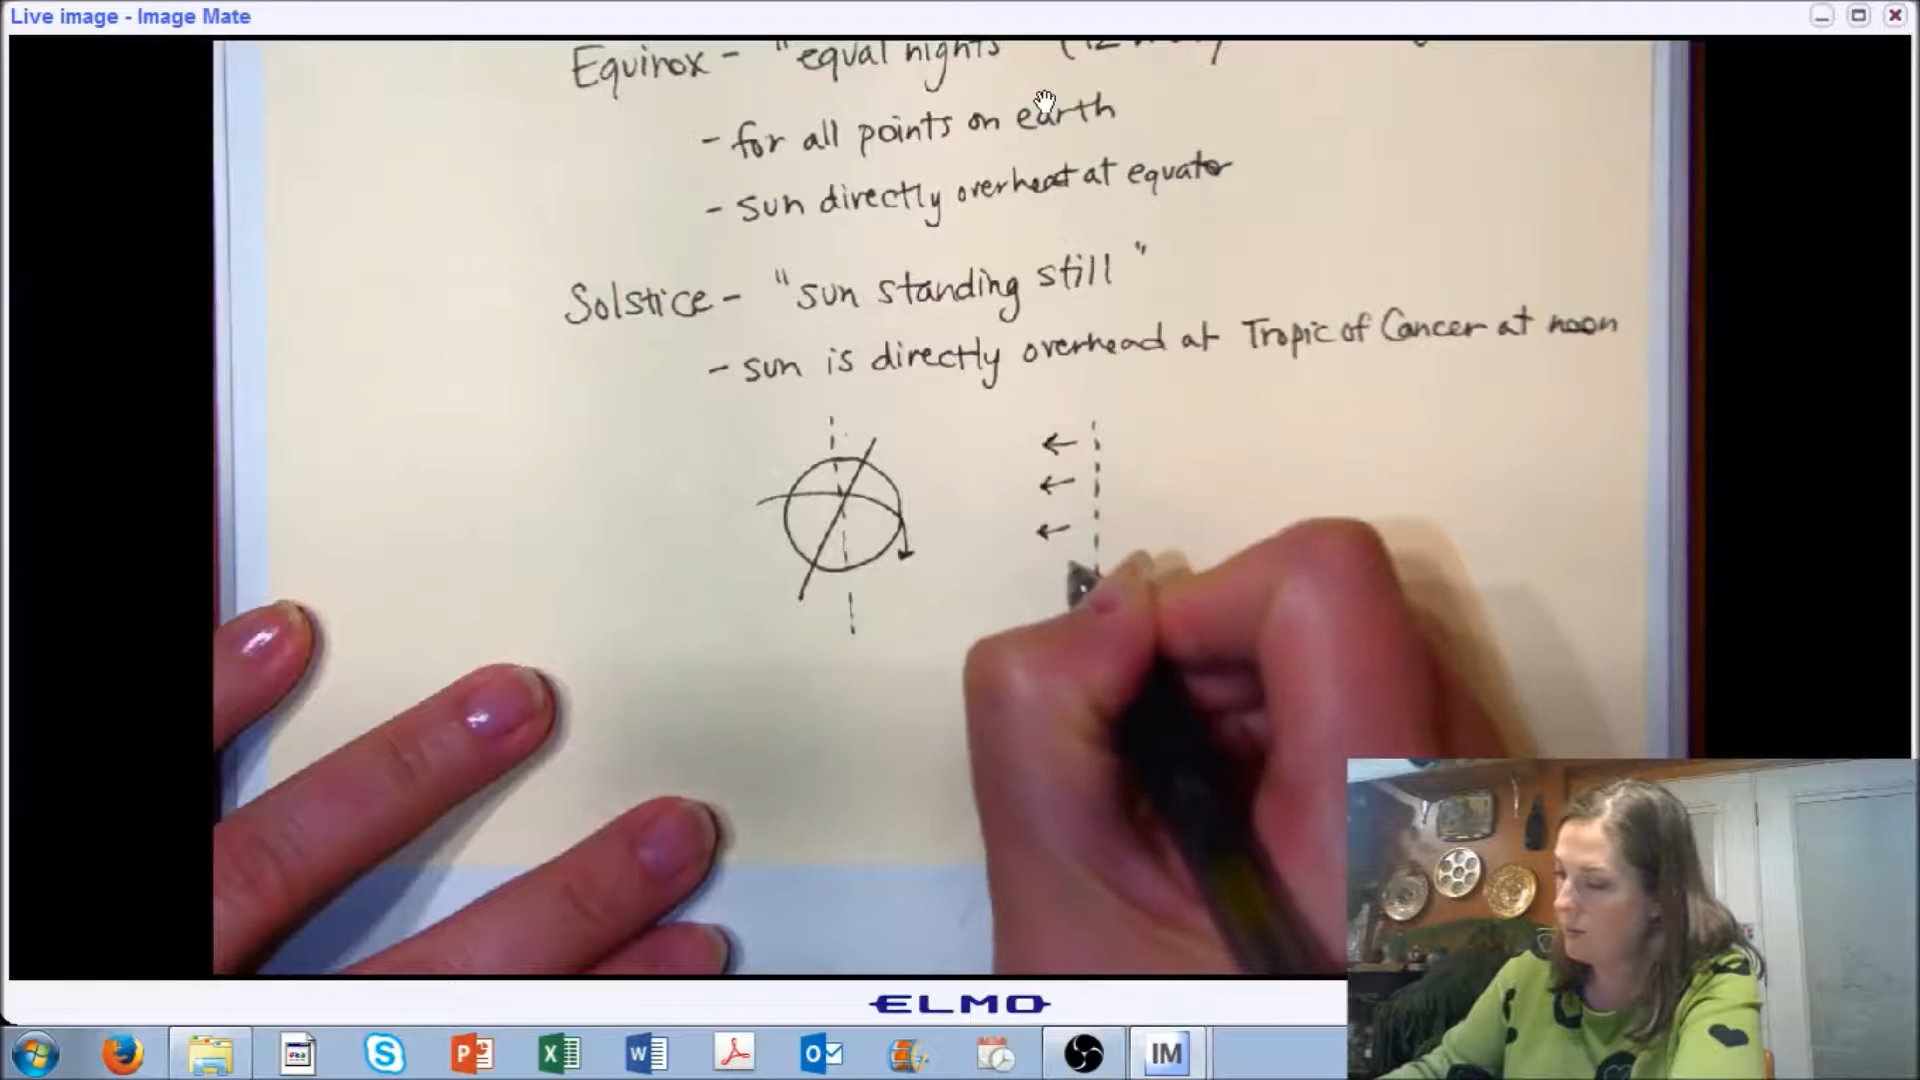 Live image - Image Mate
Equinox - "equal nights"
- for all points on earth
- sun directly overheat at equator
Solstice - "sun standing still"
- sun is directly overhead at Tropic of Cancer at noon
ELMO
IM